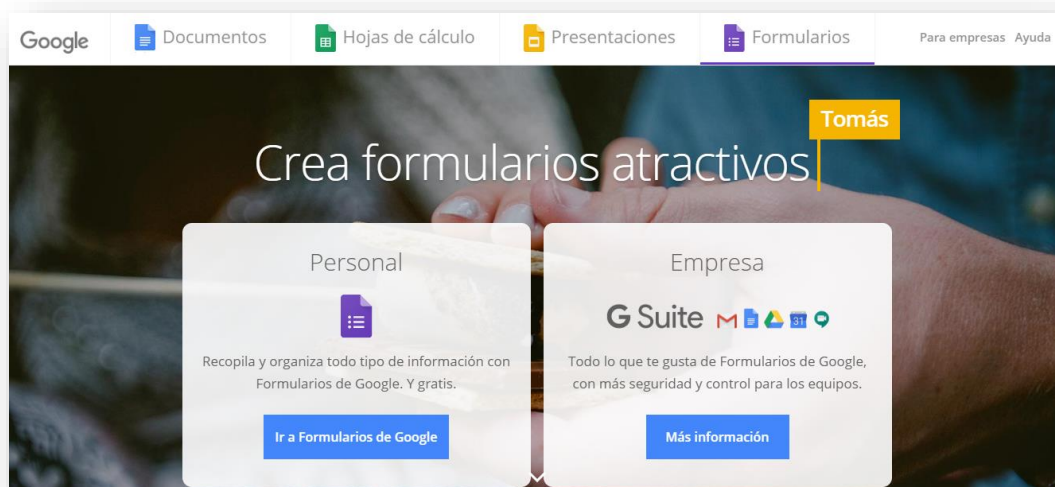 Google Documentos Hojas de cálculo Presentaciones Formularios Para empresas Ayuda
Tomás
Crea formularios atractivos
Personal
Recopila y organiza todo tipo de información con
Formularios de Google. Y gratis.
Ir a Formularios de Google
Empresa
G Suite 31
Todo lo que te gusta de Formularios de Google,
con más seguridad y control para los equipos.
Más información